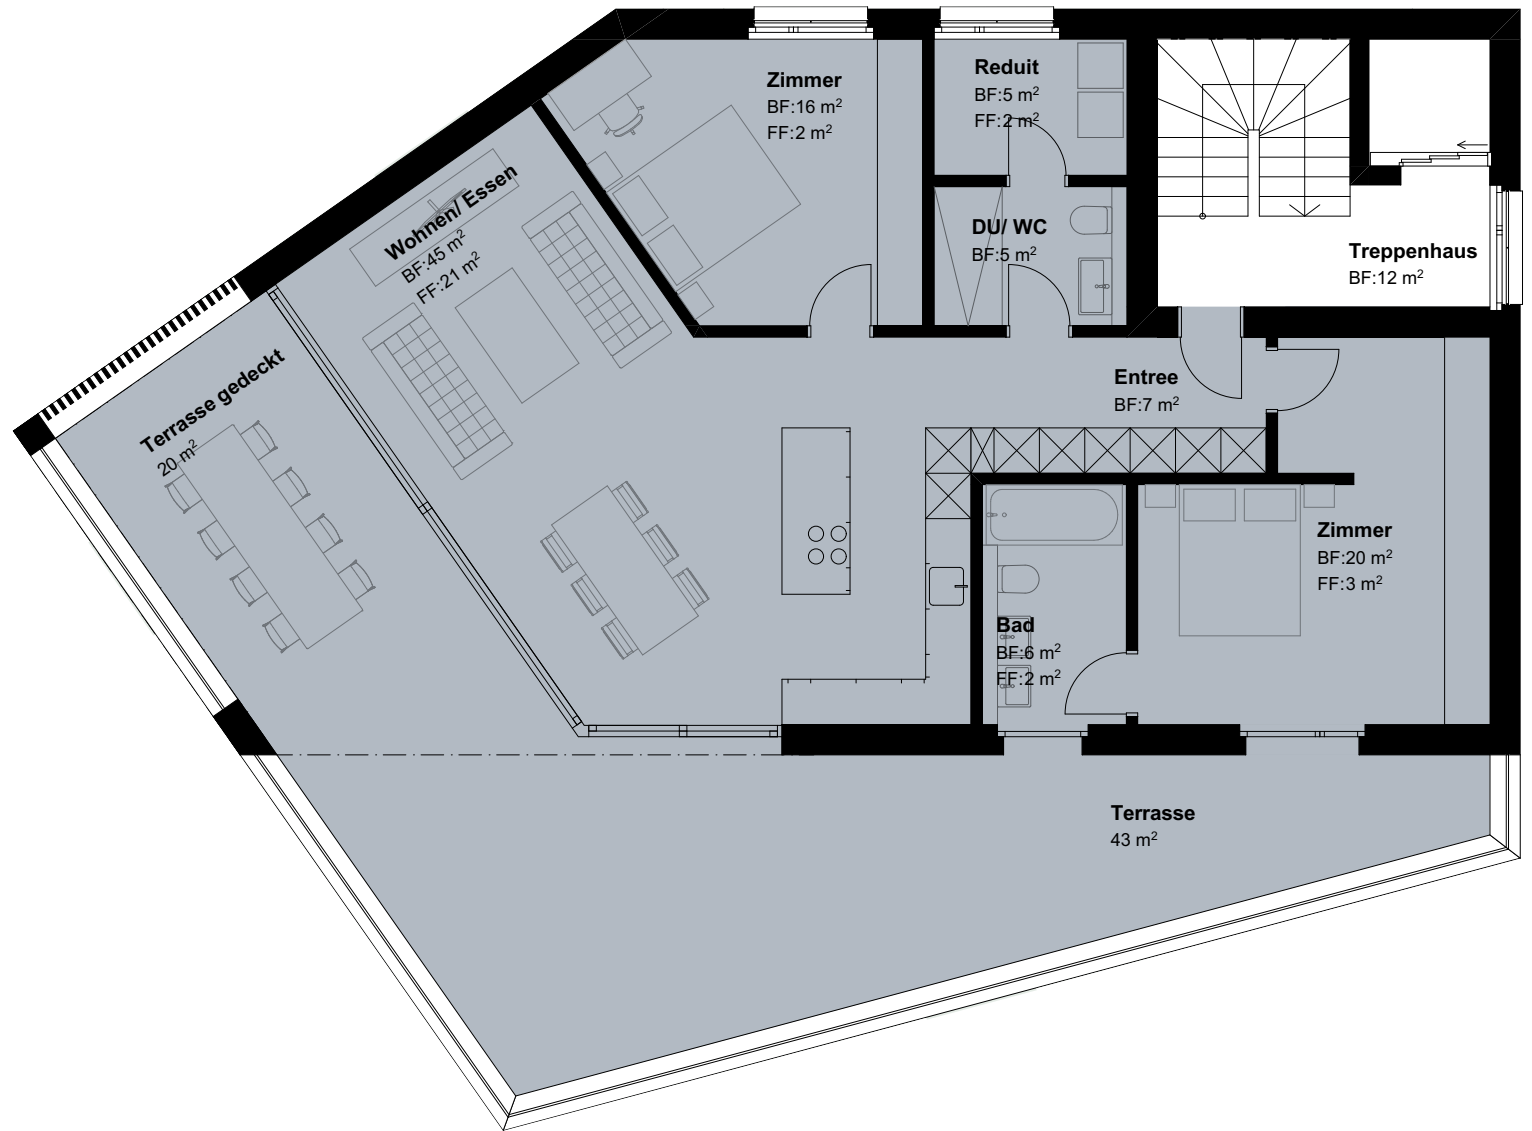 Zimmer
BF:16 m²
FF:2 m²
Reduit
BF:5 m²
FF:2 m²
Wohnen/ Essen
BF:45 m²
FF:21 m²
DU/ WC
BF:5 m²
Treppenhaus
BF:12 m²
Terrasse gedeckt
20 m²
Entree
BF:7 m²
Zimmer
BF:20 m²
FF:3 m²
Bad
BF:6 m²
FF:2 m²
Terrasse
43 m²